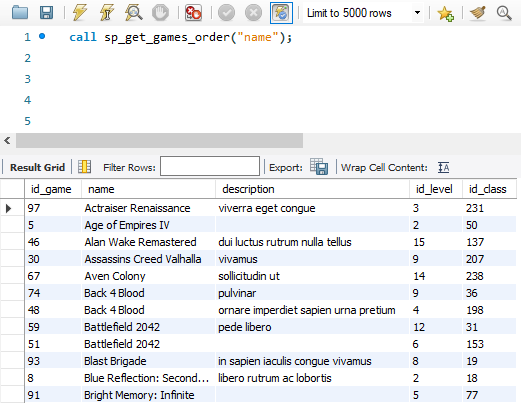 Limit to 5000 rows
1 call sp_get_games_order("name");
2
3
4
5
Result Grid Filter Rows: Export: Wrap Cell Content:
id_game name description id_level id_class
97 Actraiser Renaissance viverra eget congue 3 231
5 Age of Empires IV 2 50
46 Alan Wake Remastered dui luctus rutrum nulla tellus 15 137
30 Assassins Creed Valhalla vivamus 9 207
67 Aven Colony sollicitudin ut 14 238
74 Back 4 Blood pulvinar 9 36
48 Back 4 Blood ornare imperdiet sapien urna pretium 4 198
59 Battlefield 2042 pede libero 12 31
51 Battlefield 2042 6 153
93 Blast Brigade in sapien iaculis congue vivamus 8 19
8 Blue Reflection: Second... libero rutrum ac lobortis 2 18
91 Bright Memory: Infinite 5 77